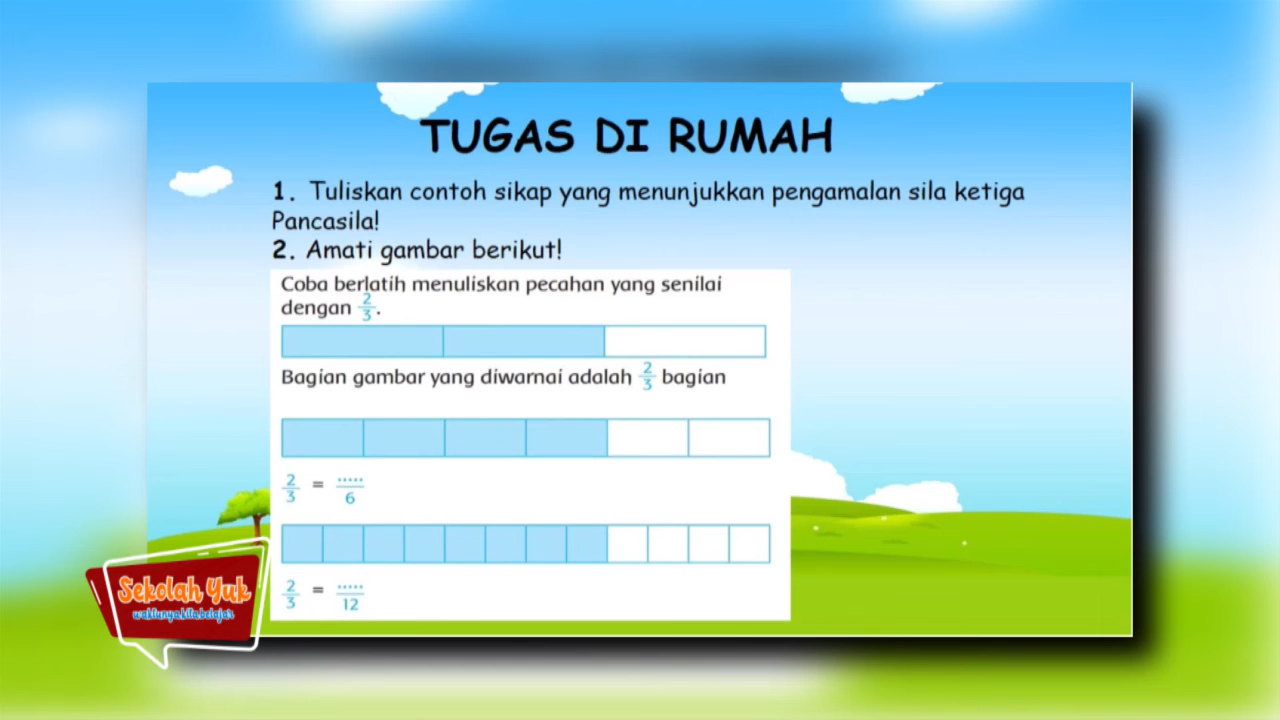 TUGAS DI RUMAH
1. Tuliskan contoh sikap yang menunjukkan pengamalan sila ketiga
Pancasila!
2. Amati gambar berikut!
Coba berlatih menuliskan pecahan yang senilai
dengan 2/3.
Bagian gambar yang diwarnai adalah 2/3 bagian
2/3 = ...../6
2/3 = ...../12
Sekolah Yuk
waktunya kita belajar